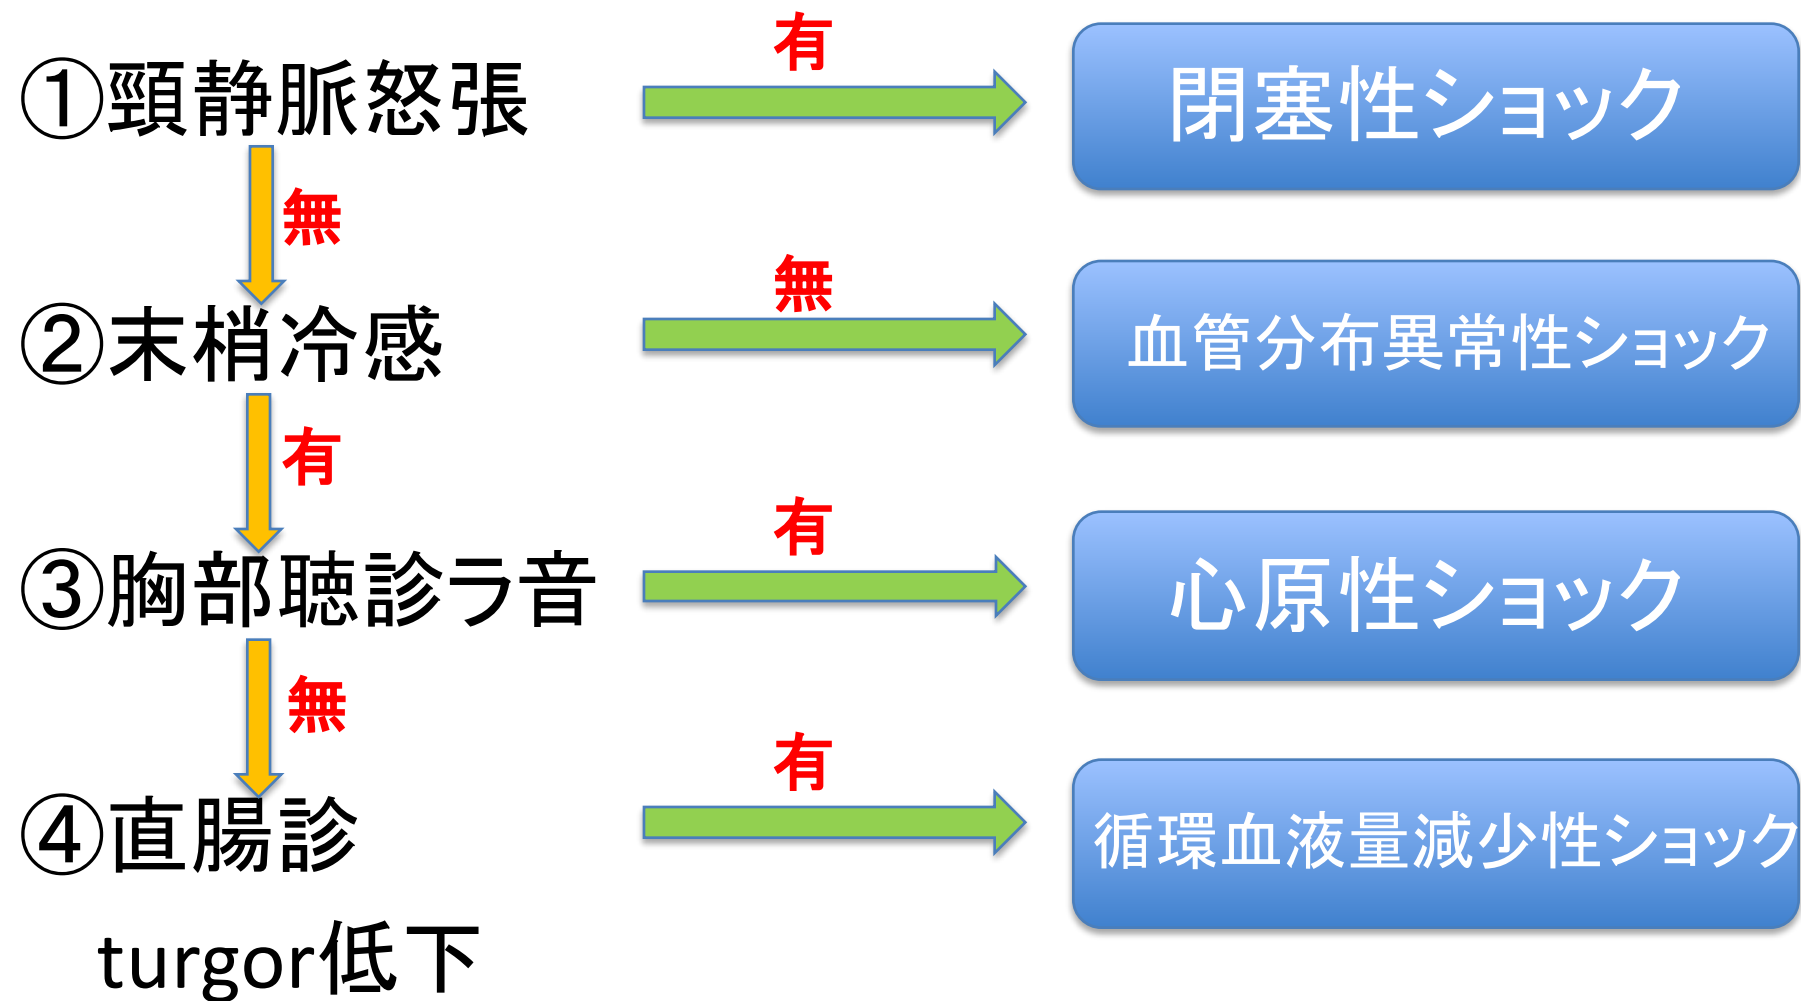 ①頸静脈怒張
有
閉塞性ショック
無
②末梢冷感
無
血管分布異常性ショック
有
③胸部聴診ラ音
有
心原性ショック
無
④直腸診
turgor低下
有
循環血液量減少性ショック